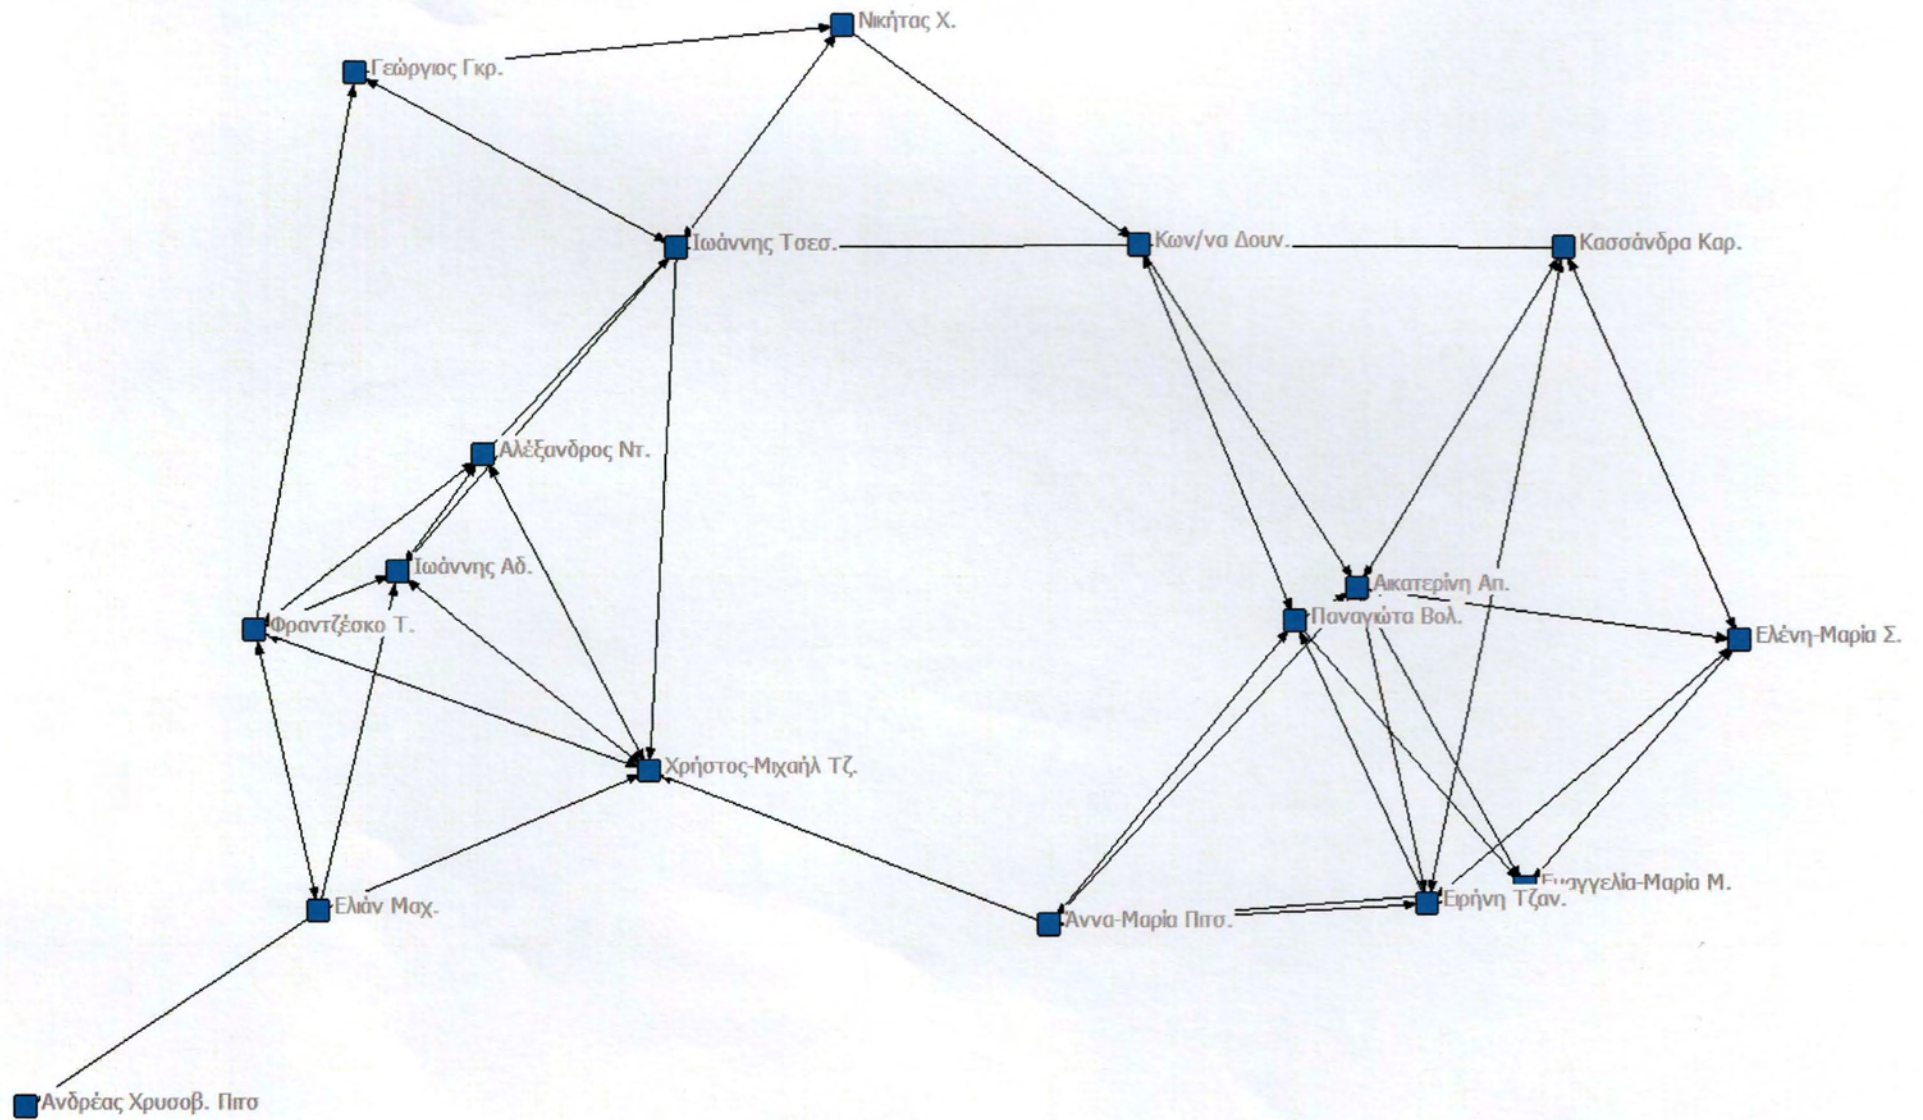 Νικήτας Χ.
Γεώργιος Γκρ.
Ιωάννης Τσεσ.
Κων/να Δουν.
Κασσάνδρα Καρ.
Αλέξανδρος Ντ.
Ιωάννης Αδ.
Αικατερίνη Απ.
Παναγιώτα Βολ.
Φραντζέσκο Τ.
Ελένη-Μαρία Σ.
Χρήστος-Μιχαήλ Τζ.
Ευαγγελία-Μαρία Μ.
Ειρήνη Τζαν.
Ελιάν Μαχ.
Άννα-Μαρία Πιτσ.
Ανδρέας Χρυσοβ. Πιτσ